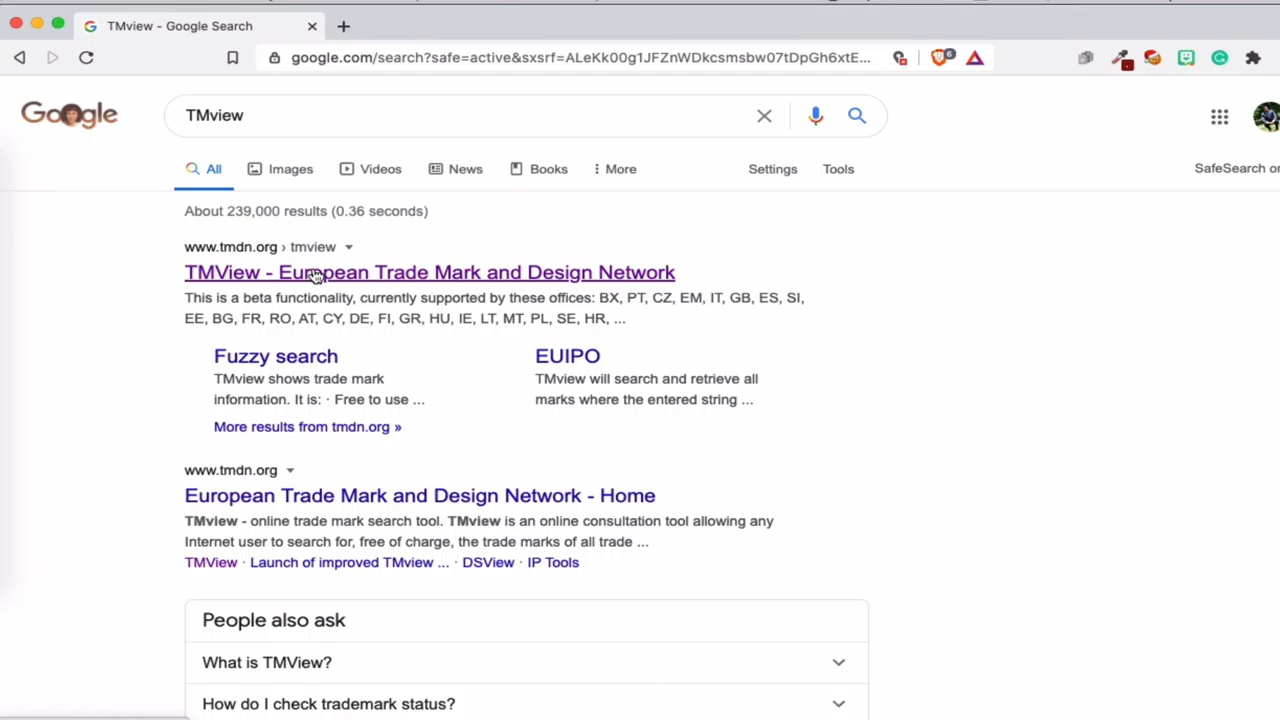 TMview - Google Search
google.com/search?safe=active&sxsrf=ALeKk00g1JFZnWDkcsmsbw07tDpGh6xtE...
6
Google
TMview
All Images Videos News Books More Settings Tools
SafeSearch on
About 239,000 results (0.36 seconds)
www.tmdn.org › tmview
TMView - European Trade Mark and Design Network
This is a beta functionality, currently supported by these offices: BX, PT, CZ, EM, IT, GB, ES, SI,
EE, BG, FR, RO, AT, CY, DE, FI, GR, HU, IE, LT, MT, PL, SE, HR, ...
Fuzzy search
TMview shows trade mark
information. It is: · Free to use ...
EUIPO
TMview will search and retrieve all
marks where the entered string ...
More results from tmdn.org »
www.tmdn.org
European Trade Mark and Design Network - Home
TMview - online trade mark search tool. TMview is an online consultation tool allowing any
Internet user to search for, free of charge, the trade marks of all trade ...
TMView · Launch of improved TMview ... · DSView · IP Tools
People also ask
What is TMView?
How do I check trademark status?